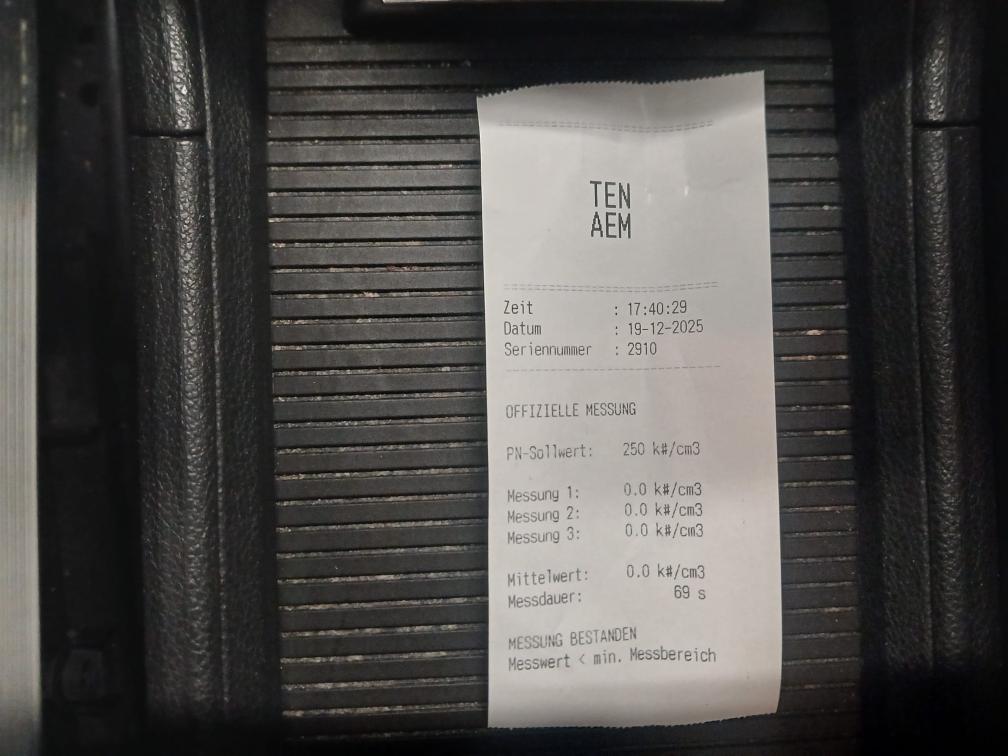 TEN
AEM
Zeit : 17:40:29
Datum : 19-12-2025
Seriennummer : 2910
OFFIZIELLE MESSUNG
PN-Sollwert: 250 k#/cm3
Messung 1: 0.0 k#/cm3
Messung 2: 0.0 k#/cm3
Messung 3: 0.0 k#/cm3
Mittelwert: 0.0 k#/cm3
Messdauer: 69 s
MESSUNG BESTANDEN
Messwert < min. Messbereich